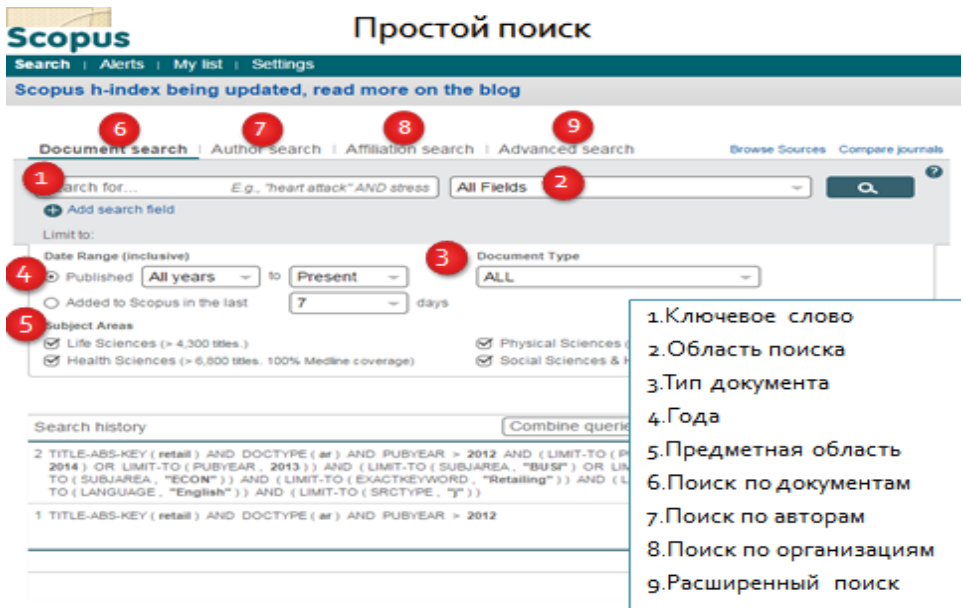 Scopus
Простой поиск
Search | Alerts | My list | Settings
Scopus h-index being updated, read more on the blog
6 7 8 9
Document search | Author search | Affiliation search | Advanced search Browse Sources Compare journals
1 arch for... E.g., "heart attack" AND stress All Fields 2 ?
Add search field
Limit to:
Date Range (inclusive) 3 Document Type
4 Published All years to Present ALL
Added to Scopus in the last 7 days
5 Subject Areas
Life Sciences (> 4,300 titles.) Physical Sciences (
Health Sciences (> 6,800 titles. 100% Medline coverage) Social Sciences & H
Search history Combine querie
2 TITLE-ABS-KEY ( retail ) AND DOCTYPE ( ar ) AND PUBYEAR > 2012 AND ( LIMIT-TO ( P
2014 ) OR LIMIT-TO ( PUBYEAR , 2013 ) ) AND ( LIMIT-TO ( SUBJAREA , "BUSI" ) OR LIM
TO ( SUBJAREA , "ECON" ) ) AND ( LIMIT-TO ( EXACTKEYWORD , "Retailing" ) ) AND ( L
TO ( LANGUAGE , "English" ) ) AND ( LIMIT-TO ( SRCTYPE , "j" ) )
1 TITLE-ABS-KEY ( retail ) AND DOCTYPE ( ar ) AND PUBYEAR > 2012
1.Ключевое слово
2.Область поиска
3.Тип документа
4.Года
5.Предметная область
6.Поиск по документам
7.Поиск по авторам
8.Поиск по организациям
9.Расширенный поиск